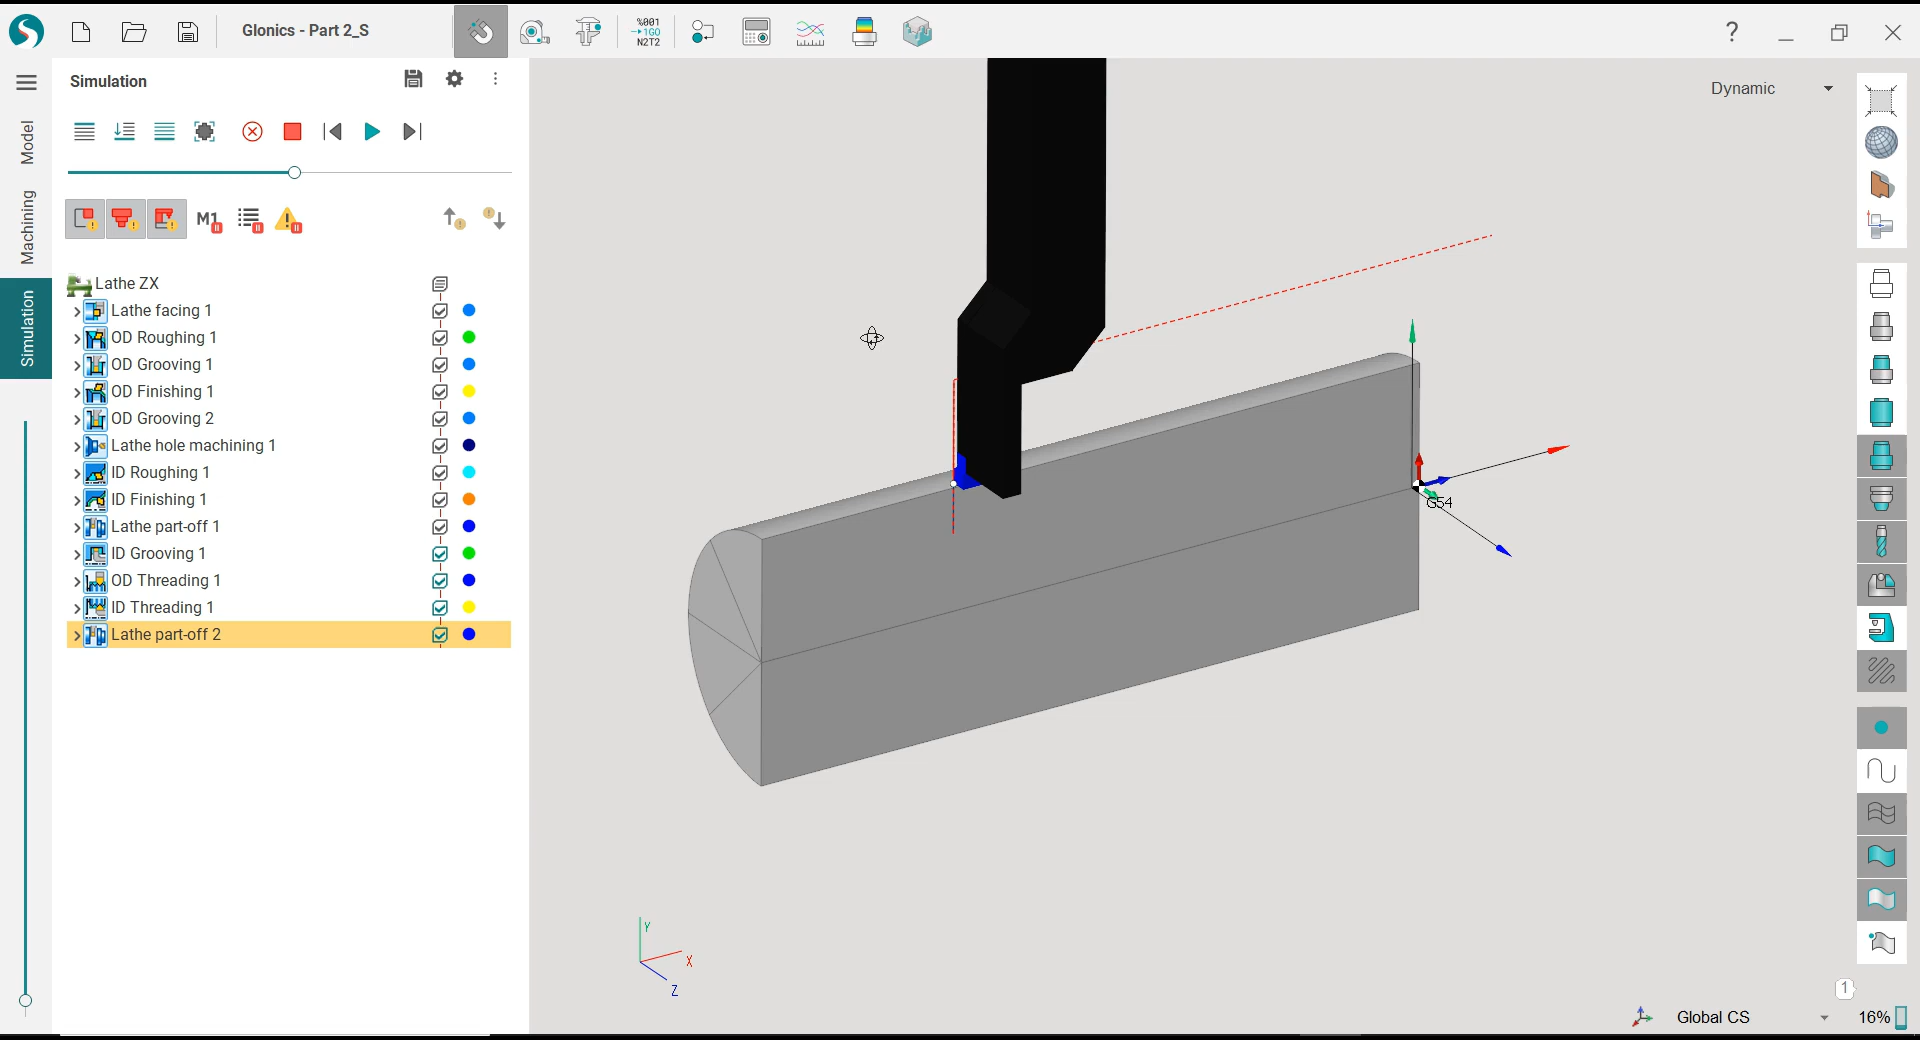 Glonics - Part 2_S
%001
1G0
N2T2
?
Simulation
Dynamic
Model
Machining
Simulation
M1
Lathe ZX
Lathe facing 1
OD Roughing 1
OD Grooving 1
OD Finishing 1
OD Grooving 2
Lathe hole machining 1
ID Roughing 1
ID Finishing 1
Lathe part-off 1
ID Grooving 1
OD Threading 1
ID Threading 1
Lathe part-off 2
G54
Y
X
Z
1
Global CS
16%